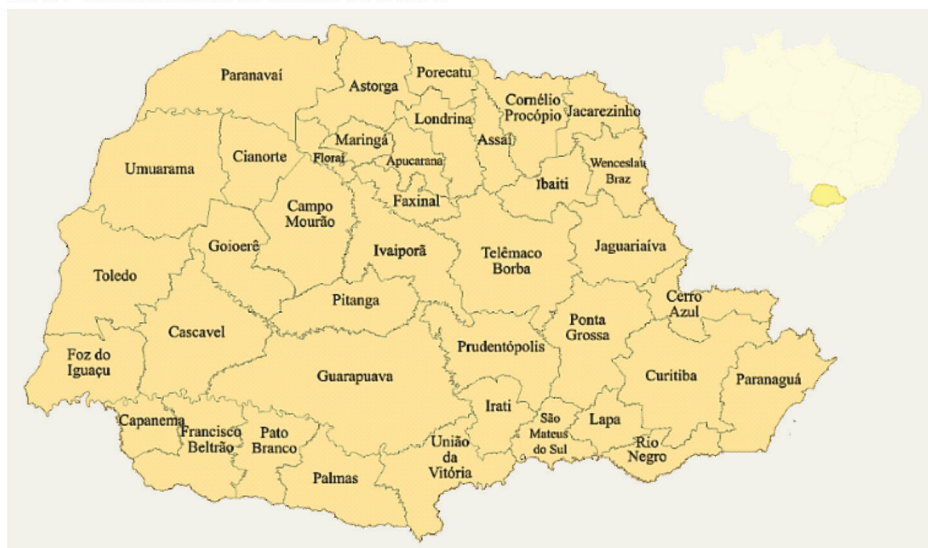 Paranavaí
Astorga
Porecatu
Cornélio
Procópio
Jacarezinho
Londrina
Assaí
Maringá
Floraí
Apucarana
Umuarama
Cianorte
Wenceslau
Braz
Ibaiti
Faxinal
Campo
Mourão
Goioerê
Ivaiporã
Telêmaco
Borba
Jaguariaíva
Toledo
Pitanga
Cerro
Azul
Cascavel
Ponta
Grossa
Prudentópolis
Foz do
Iguaçu
Guarapuava
Curitiba
Paranaguá
Irati
Capanema
Francisco
Beltrão
Pato
Branco
São
Mateus
do Sul
Lapa
Rio
Negro
União
da
Vitória
Palmas